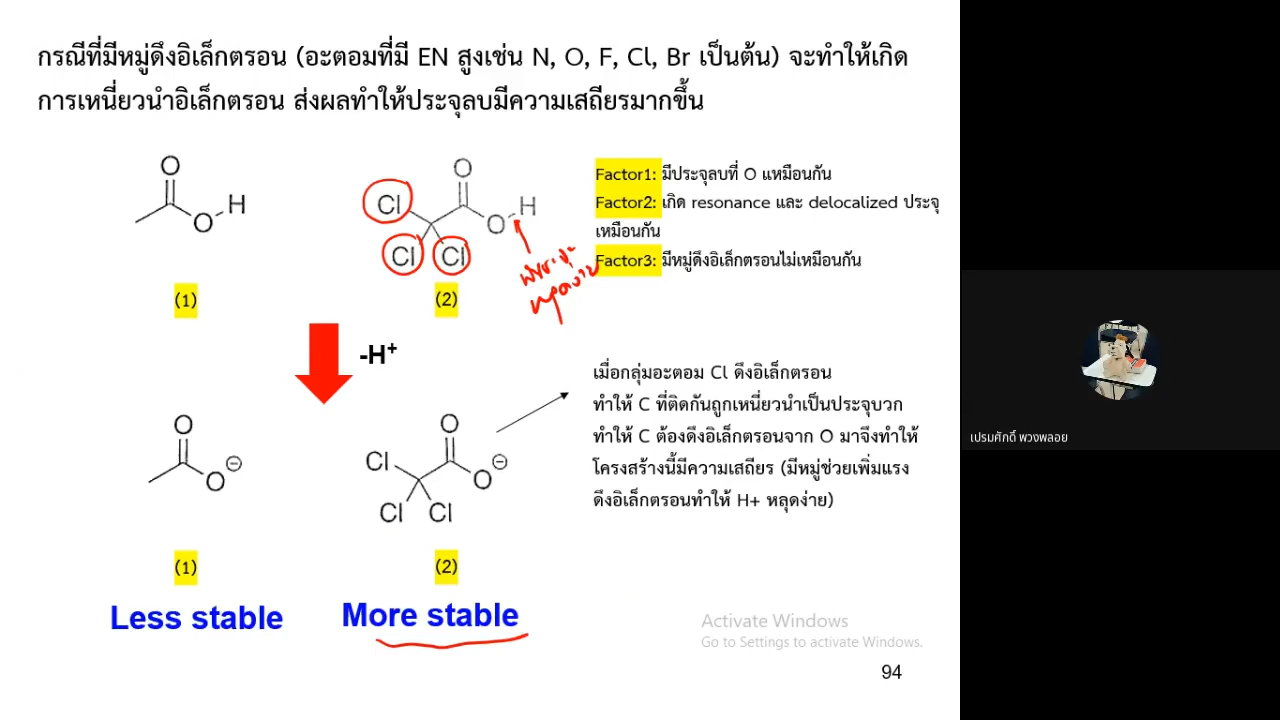 กรณีที่มีหมู่ดึงอิเล็กตรอน (อะตอมที่มี EN สูงเช่น N, O, F, Cl, Br เป็นต้น) จะทำให้เกิด
การเหนี่ยวนำอิเล็กตรอน ส่งผลทำให้ประจุลบมีความเสถียรมากขึ้น
O
O H
(1)
O
Cl
O H
Cl Cl
(2)
Factor1: มีประจุลบที่ O แหมือนกัน
Factor2: เกิด resonance และ delocalized ประจุ
เหมือนกัน
Factor3: มีหมู่ดึงอิเล็กตรอนไม่เหมือนกัน
พันธะนี้
หลุดง่าย
-H+
O
O ⊖
(1)
Less stable
O
Cl
O ⊖
Cl Cl
(2)
More stable
เมื่อกลุ่มอะตอม Cl ดึงอิเล็กตรอน
ทำให้ C ที่ติดกันถูกเหนี่ยวนำเป็นประจุบวก
ทำให้ C ต้องดึงอิเล็กตรอนจาก O มาจึงทำให้
โครงสร้างนี้มีความเสถียร (มีหมู่ช่วยเพิ่มแรง
ดึงอิเล็กตรอนทำให้ H+ หลุดง่าย)
เปรมศักดิ์ พวงพลอย
Activate Windows
Go to Settings to activate Windows.
94